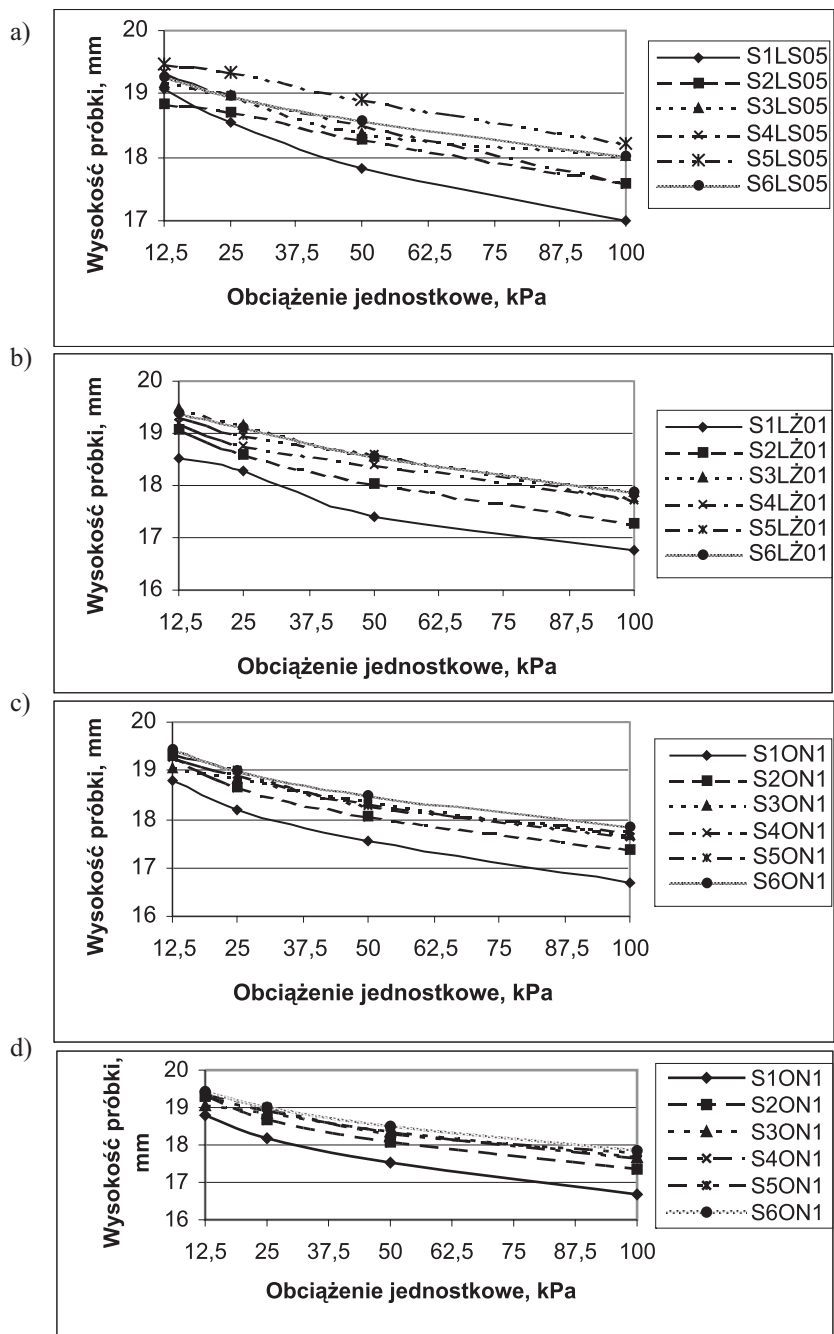 a)
Wysokość próbki, mm
20
19
18
17
12,5 25 37,5 50 62,5 75 87,5 100
Obciążenie jednostkowe, kPa
S1LS05
S2LS05
S3LS05
S4LS05
S5LS05
S6LS05
b)
Wysokość próbki, mm
20
19
18
17
16
12,5 25 37,5 50 62,5 75 87,5 100
Obciążenie jednostkowe, kPa
S1LŻ01
S2LŻ01
S3LŻ01
S4LŻ01
S5LŻ01
S6LŻ01
c)
Wysokość próbki, mm
20
19
18
17
16
12,5 25 37,5 50 62,5 75 87,5 100
Obciążenie jednostkowe, kPa
S1ON1
S2ON1
S3ON1
S4ON1
S5ON1
S6ON1
d)
Wysokość próbki,
mm
20
19
18
17
16
12,5 25 37,5 50 62,5 75 87,5 100
Obciążenie jednostkowe, kPa
S1ON1
S2ON1
S3ON1
S4ON1
S5ON1
S6ON1